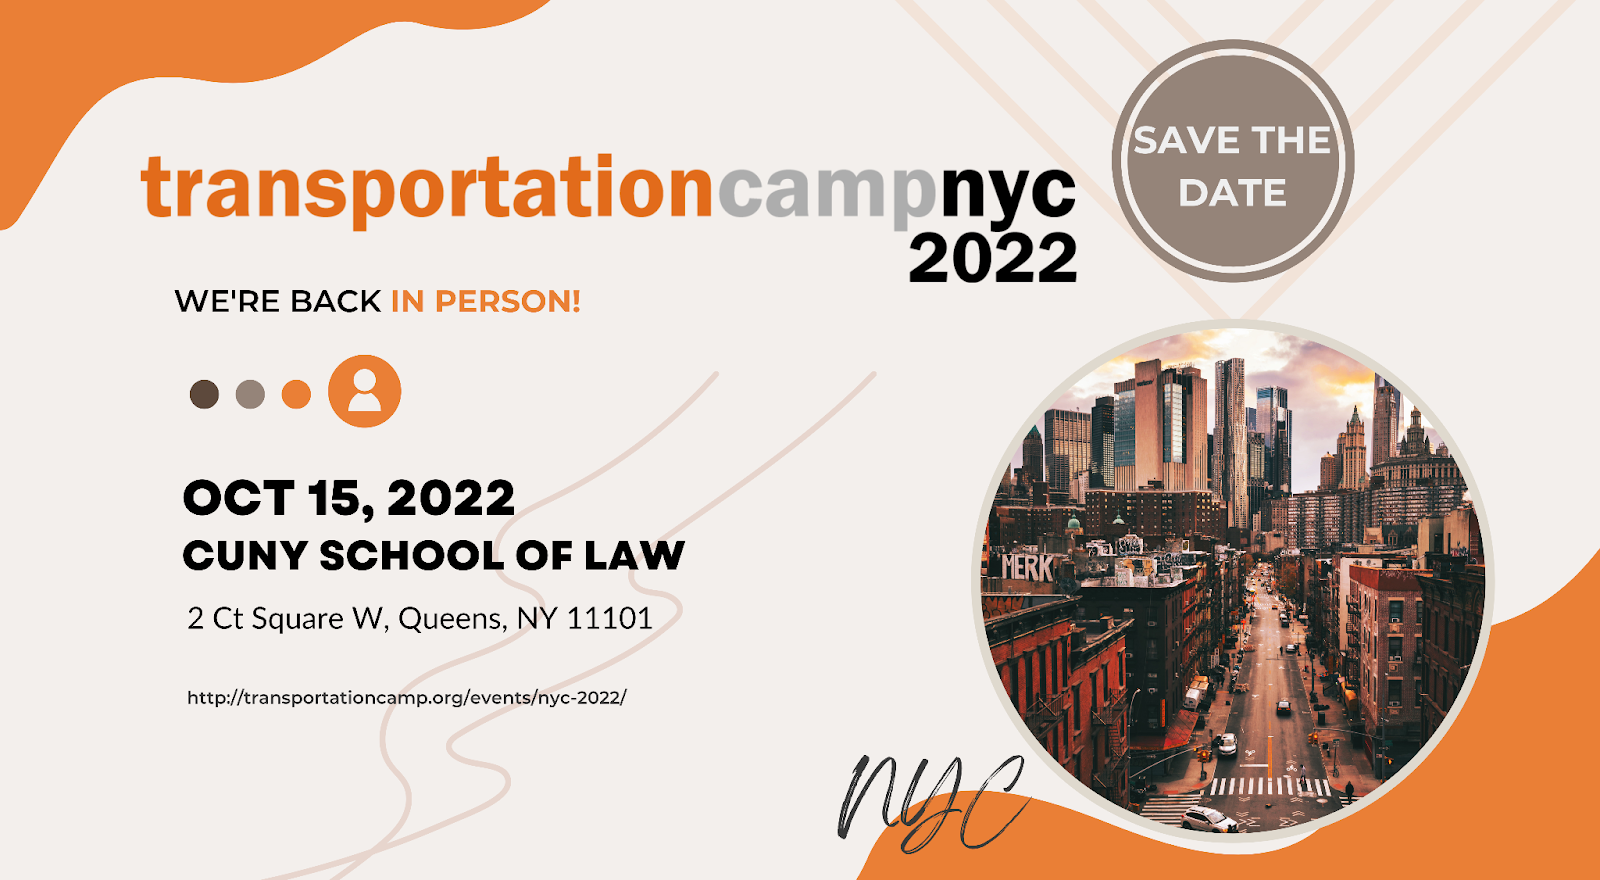 transportationcampnyc
2022
SAVE THE
DATE
WE'RE BACK IN PERSON!
OCT 15, 2022
CUNY SCHOOL OF LAW
2 Ct Square W, Queens, NY 11101
http://transportationcamp.org/events/nyc-2022/
MERK
nyc